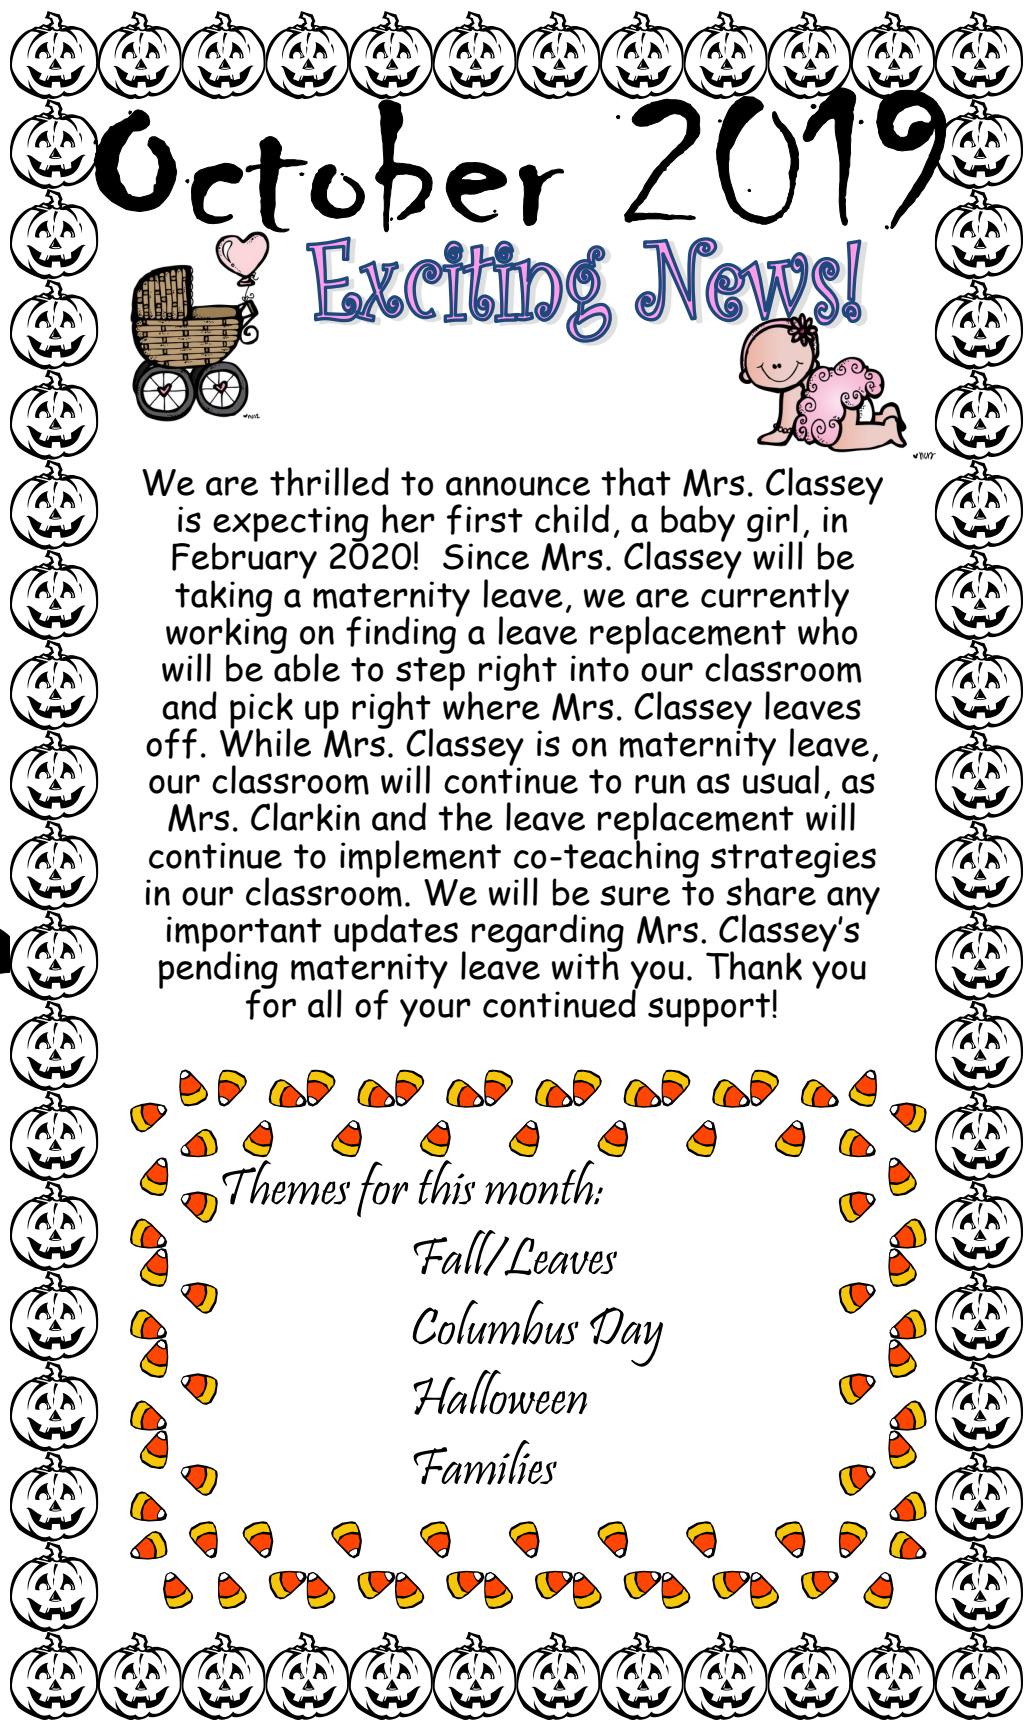 October 2019
Exciting News!
We are thrilled to announce that Mrs. Classey
is expecting her first child, a baby girl, in
February 2020!  Since Mrs. Classey will be
taking a maternity leave, we are currently
working on finding a leave replacement who
will be able to step right into our classroom
and pick up right where Mrs. Classey leaves
off. While Mrs. Classey is on maternity leave,
our classroom will continue to run as usual, as
Mrs. Clarkin and the leave replacement will
continue to implement co-teaching strategies
in our classroom. We will be sure to share any
important updates regarding Mrs. Classey’s
pending maternity leave with you. Thank you
for all of your continued support!
Themes for this month:
Fall/Leaves
Columbus Day
Halloween
Families